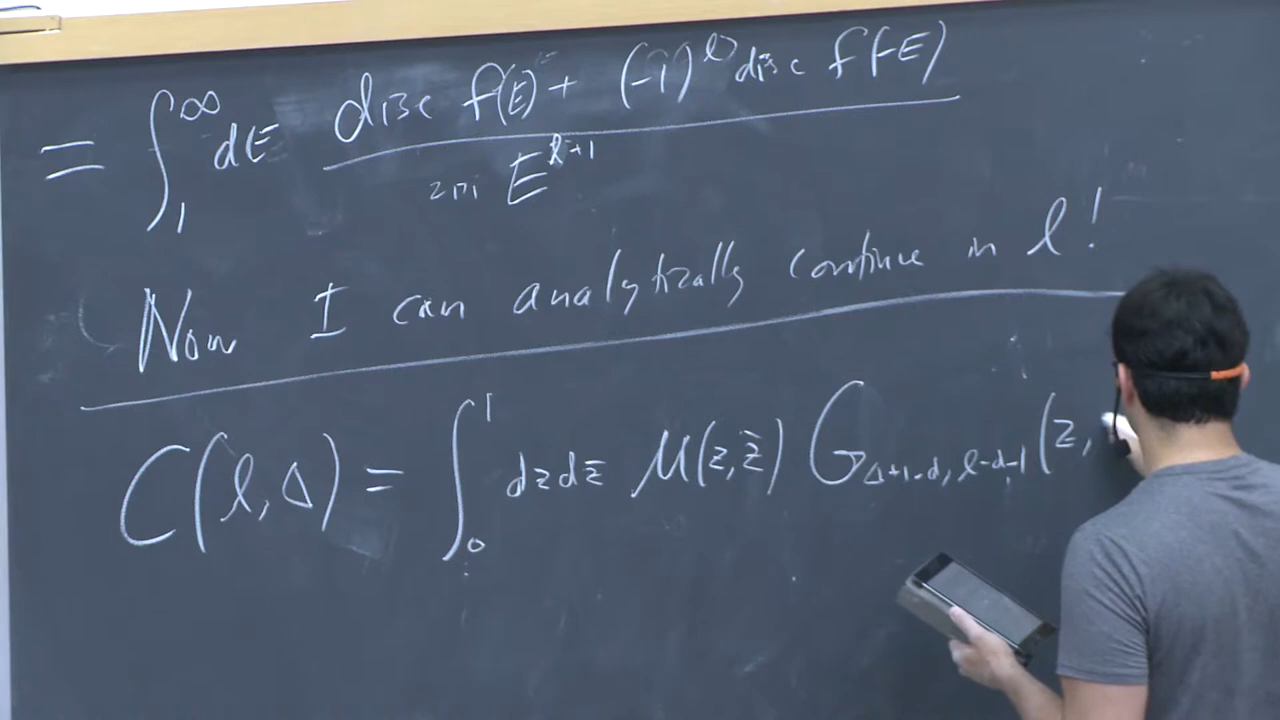 = ∫₁^∞ dE (disc f(E) + (-1)^ℓ disc f(-E)) / (2πi E^{ℓ+1})
Now I can analytically continue in ℓ!
C(ℓ, Δ) = ∫₀¹ dz dz̄ μ(z, z̄) G_{Δ+1-d, ℓ-d-1}(z,